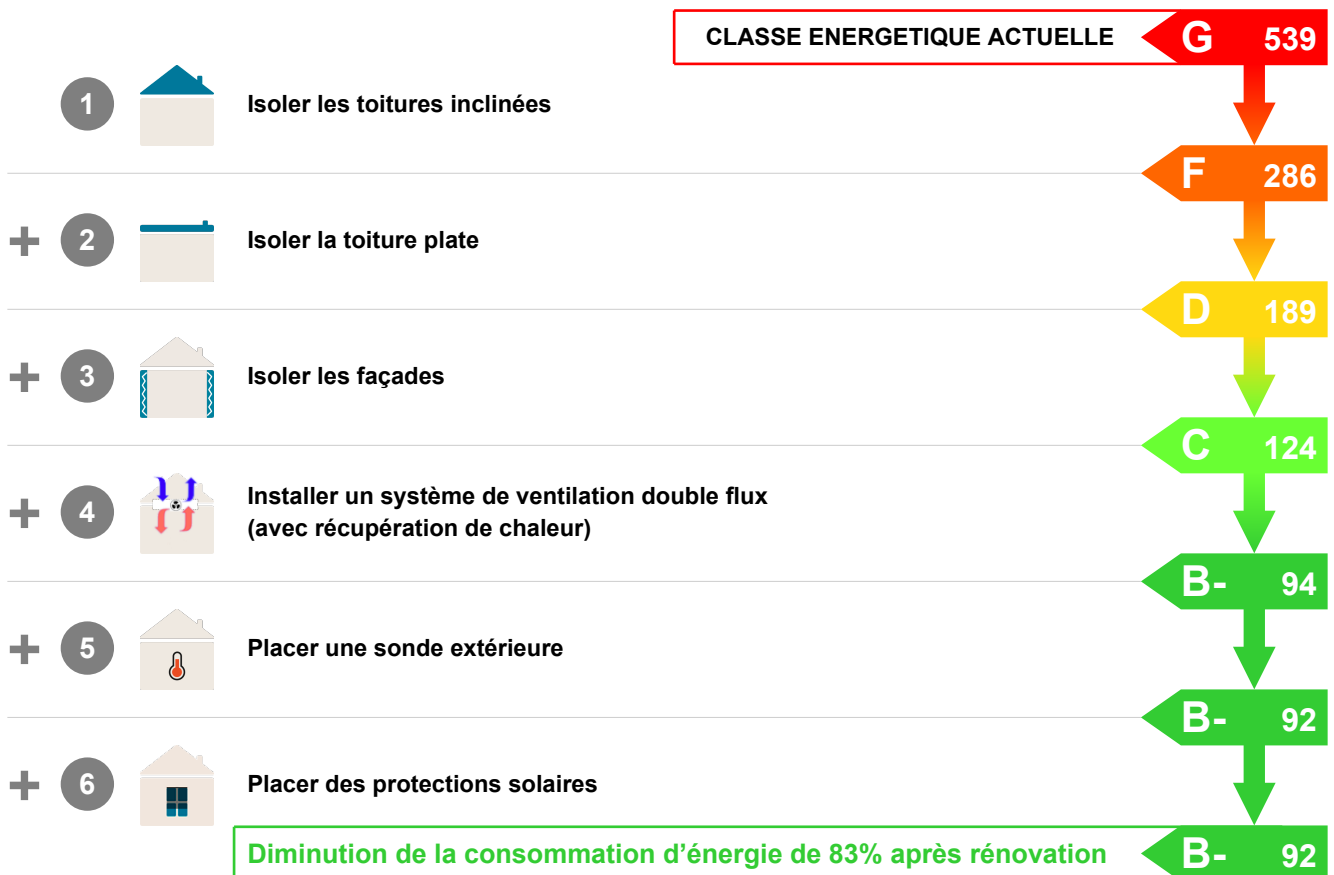 CLASSE ENERGETIQUE ACTUELLE G 539
1 Isoler les toitures inclinées
F 286
+ 2 Isoler la toiture plate
D 189
+ 3 Isoler les façades
C 124
+ 4 Installer un système de ventilation double flux
(avec récupération de chaleur)
B- 94
+ 5 Placer une sonde extérieure
B- 92
+ 6 Placer des protections solaires
Diminution de la consommation d’énergie de 83% après rénovation B- 92